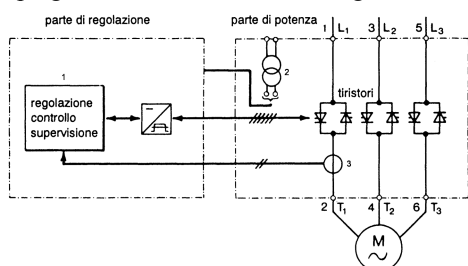 parte di regolazione
parte di potenza
1 L1 3 L2 5 L3
2
tiristori
1
regolazione
controllo
supervisione
3
2 T1 4 T2 6 T3
M